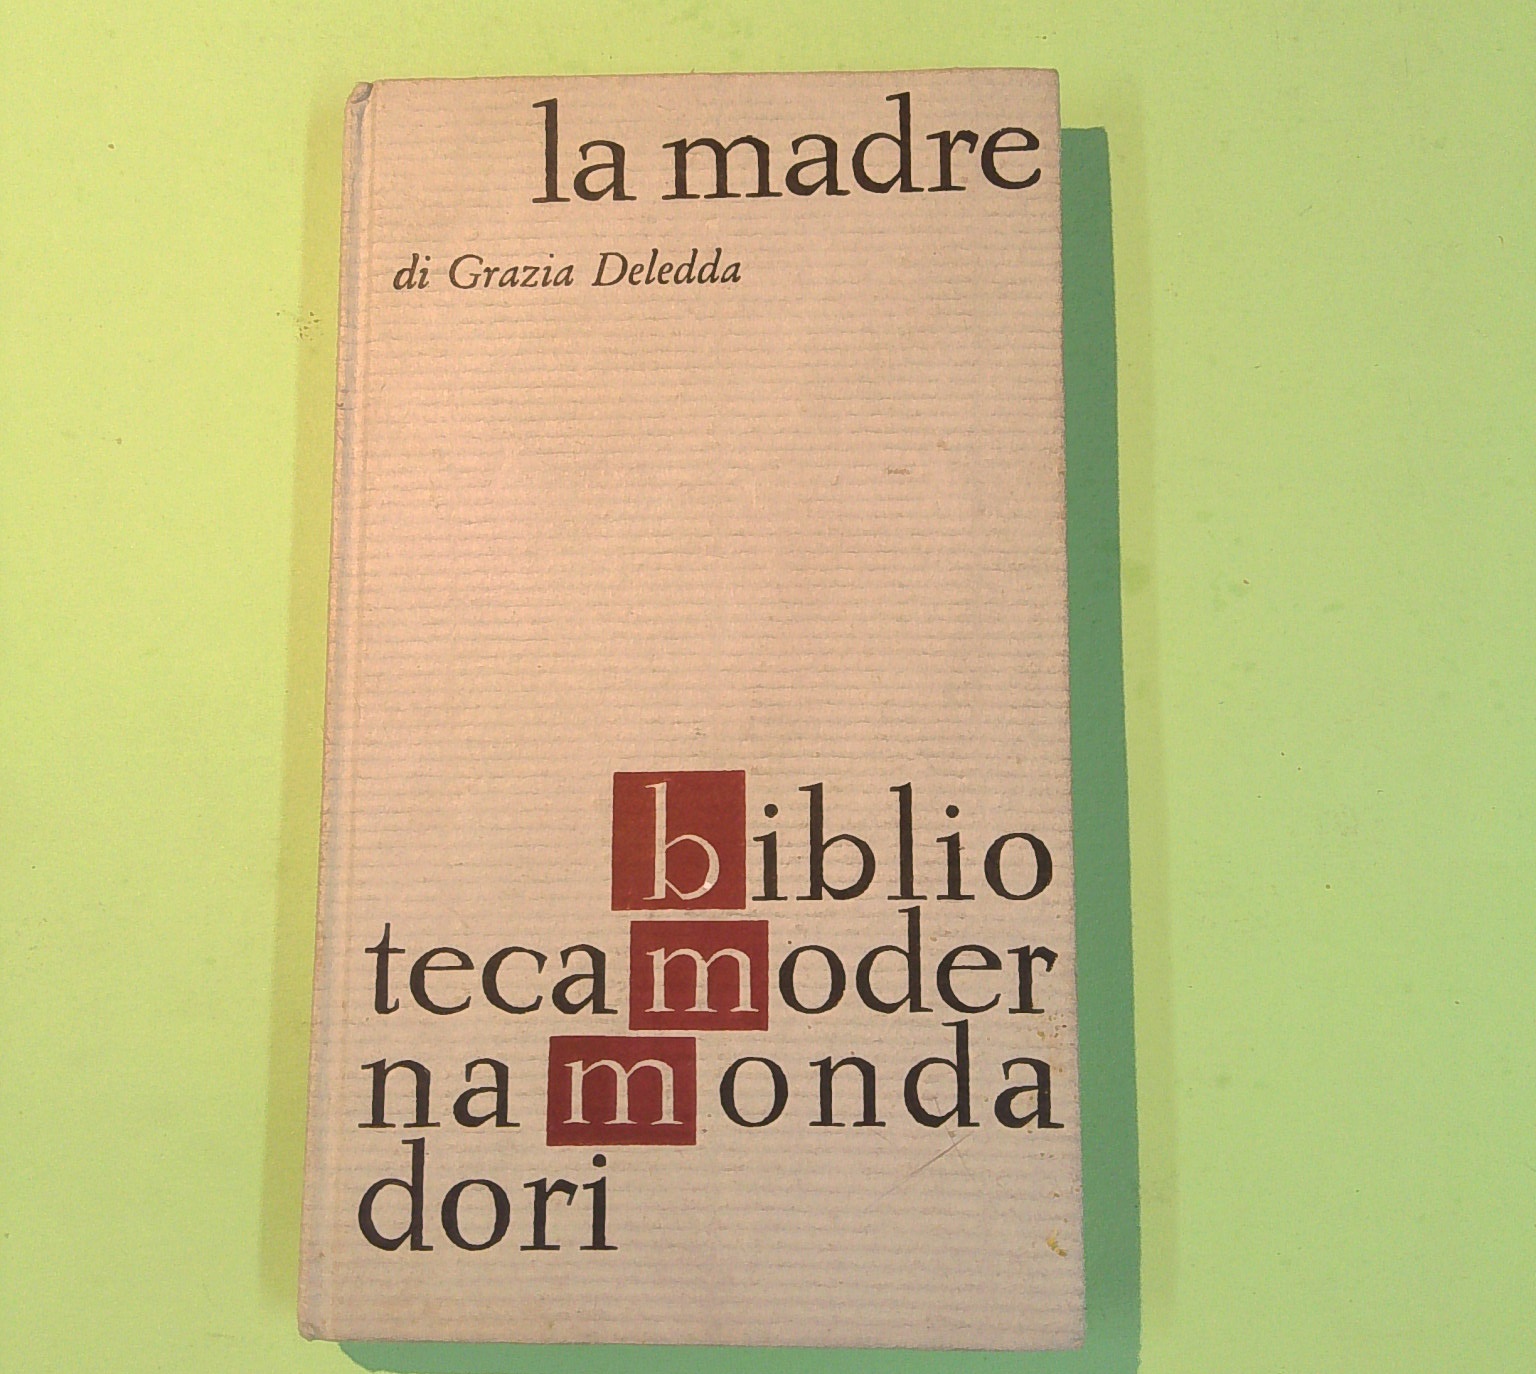 la madre
di Grazia Deledda
biblio
tecamoder
namonda
dori